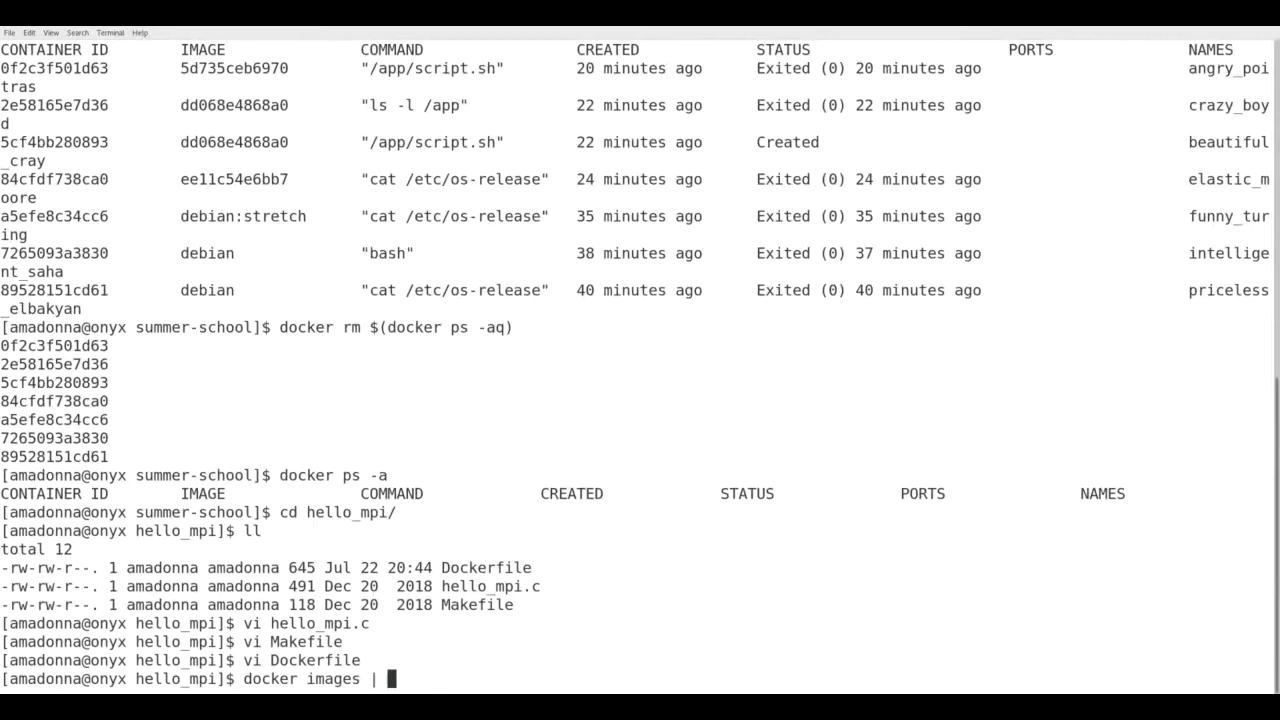 File Edit View Search Terminal Help
CONTAINER ID        IMAGE               COMMAND                 CREATED             STATUS                      PORTS               NAMES
0f2c3f501d63        5d735ceb6970        "/app/script.sh"        20 minutes ago      Exited (0) 20 minutes ago                       angry_poi
tras
2e58165e7d36        dd068e4868a0        "ls -l /app"            22 minutes ago      Exited (0) 22 minutes ago                       crazy_boy
d
5cf4bb280893        dd068e4868a0        "/app/script.sh"        22 minutes ago      Created                                         beautiful
_cray
84cfdf738ca0        ee11c54e6bb7        "cat /etc/os-release"   24 minutes ago      Exited (0) 24 minutes ago                       elastic_m
oore
a5efe8c34cc6        debian:stretch      "cat /etc/os-release"   35 minutes ago      Exited (0) 35 minutes ago                       funny_tur
ing
7265093a3830        debian              "bash"                  38 minutes ago      Exited (0) 37 minutes ago                       intellige
nt_saha
89528151cd61        debian              "cat /etc/os-release"   40 minutes ago      Exited (0) 40 minutes ago                       priceless
_elbakyan
[amadonna@onyx summer-school]$ docker rm $(docker ps -aq)
0f2c3f501d63
2e58165e7d36
5cf4bb280893
84cfdf738ca0
a5efe8c34cc6
7265093a3830
89528151cd61
[amadonna@onyx summer-school]$ docker ps -a
CONTAINER ID        IMAGE               COMMAND             CREATED             STATUS              PORTS               NAMES
[amadonna@onyx summer-school]$ cd hello_mpi/
[amadonna@onyx hello_mpi]$ ll
total 12
-rw-rw-r--. 1 amadonna amadonna 645 Jul 22 20:44 Dockerfile
-rw-rw-r--. 1 amadonna amadonna 491 Dec 20  2018 hello_mpi.c
-rw-rw-r--. 1 amadonna amadonna 118 Dec 20  2018 Makefile
[amadonna@onyx hello_mpi]$ vi hello_mpi.c
[amadonna@onyx hello_mpi]$ vi Makefile
[amadonna@onyx hello_mpi]$ vi Dockerfile
[amadonna@onyx hello_mpi]$ docker images |